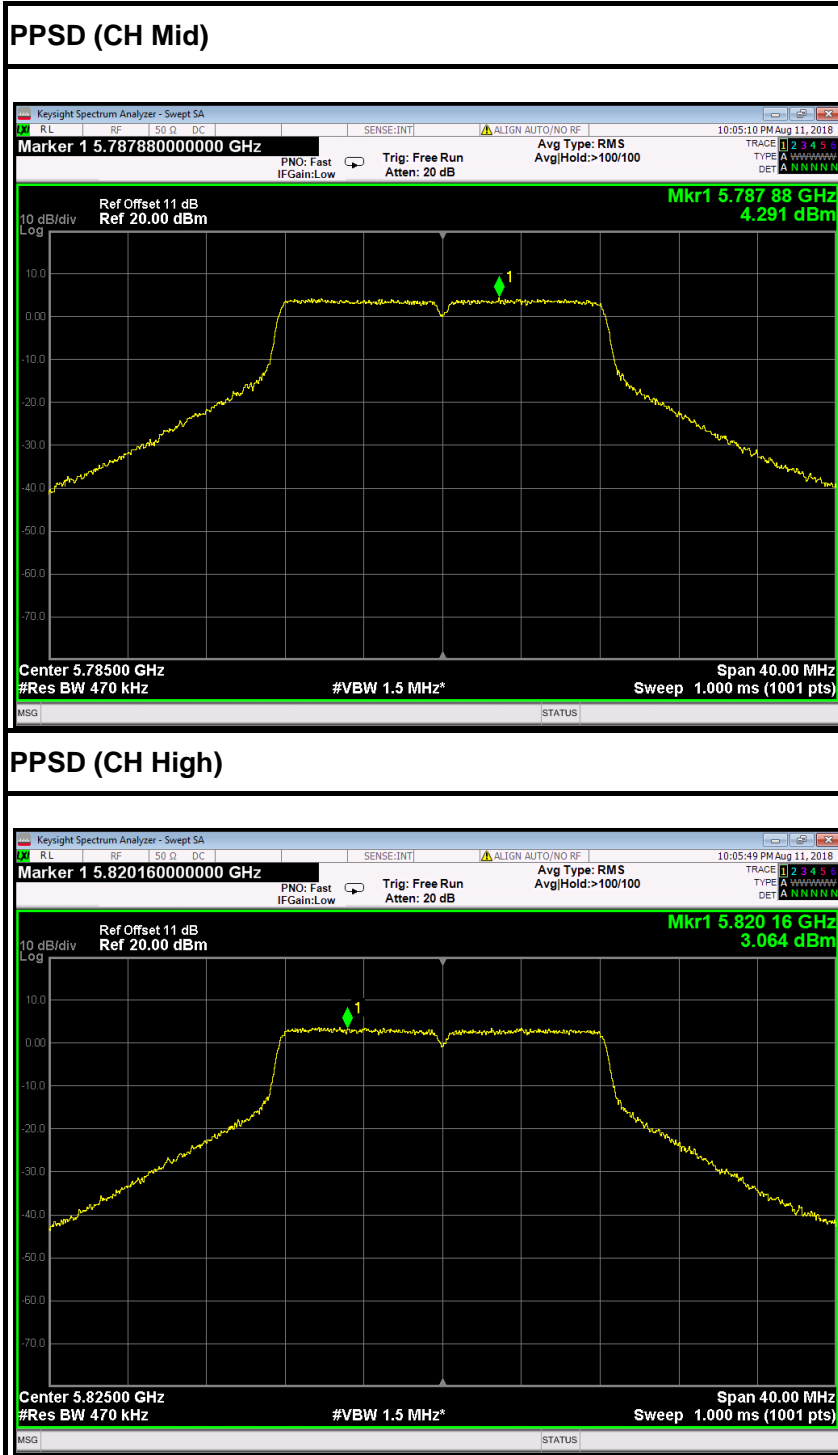 PPSD (CH Mid)
Keysight Spectrum Analyzer - Swept SA
LXI RL RF 50 Ω DC SENSE:INT ALIGN AUTO/NO RF 10:05:10 PM Aug 11, 2018
Marker 1 5.787880000000 GHz
PNO: Fast
IFGain:Low
Trig: Free Run
Atten: 20 dB
Avg Type: RMS
Avg|Hold:>100/100
TRACE 1 2 3 4 5 6
TYPE A WWWWW
DET A N N N N N
Mkr1 5.787 88 GHz
4.291 dBm
Ref Offset 11 dB
10 dB/div Ref 20.00 dBm
Log
1
10.0
0.00
-10.0
-20.0
-30.0
-40.0
-50.0
-60.0
-70.0
Center 5.78500 GHz Span 40.00 MHz
#Res BW 470 kHz #VBW 1.5 MHz* Sweep 1.000 ms (1001 pts)
MSG STATUS
PPSD (CH High)
Keysight Spectrum Analyzer - Swept SA
LXI RL RF 50 Ω DC SENSE:INT ALIGN AUTO/NO RF 10:05:49 PM Aug 11, 2018
Marker 1 5.820160000000 GHz
PNO: Fast
IFGain:Low
Trig: Free Run
Atten: 20 dB
Avg Type: RMS
Avg|Hold:>100/100
TRACE 1 2 3 4 5 6
TYPE A WWWWW
DET A N N N N N
Mkr1 5.820 16 GHz
3.064 dBm
Ref Offset 11 dB
10 dB/div Ref 20.00 dBm
Log
1
10.0
0.00
-10.0
-20.0
-30.0
-40.0
-50.0
-60.0
-70.0
Center 5.82500 GHz Span 40.00 MHz
#Res BW 470 kHz #VBW 1.5 MHz* Sweep 1.000 ms (1001 pts)
MSG STATUS